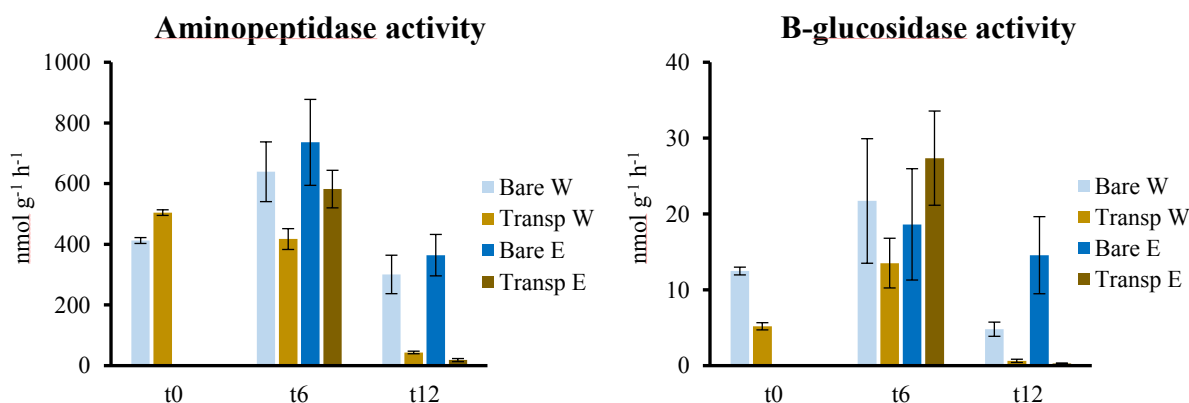 Aminopeptidase activity
1000
800
600
400
200
0
nmol g⁻¹ h⁻¹
t0 t6 t12
Bare W
Transp W
Bare E
Transp E
B-glucosidase activity
40
30
20
10
0
nmol g⁻¹ h⁻¹
t0 t6 t12
Bare W
Transp W
Bare E
Transp E